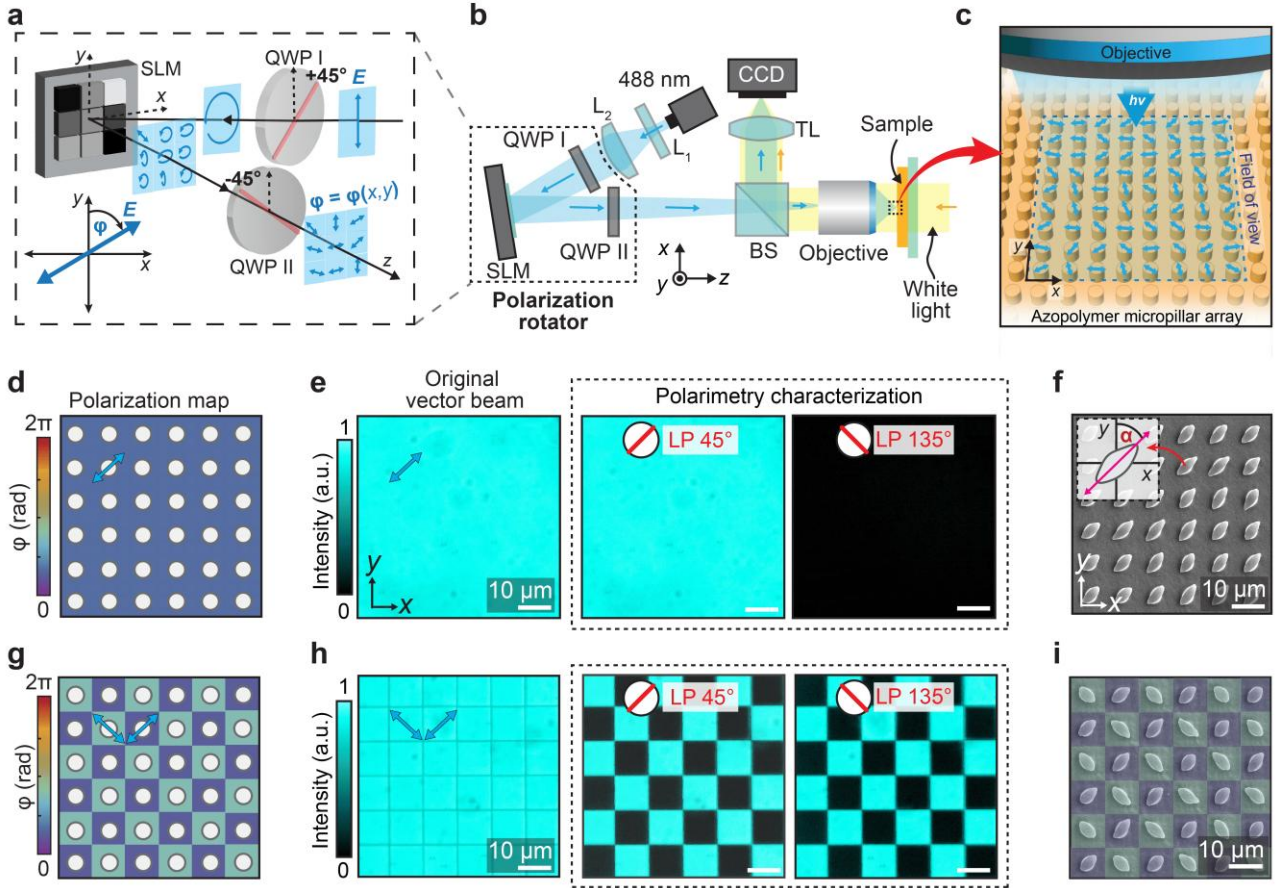 a
SLM
y
x
QWP I
+45°
E
-45°
QWP II
φ = φ(x,y)
z
y
E
φ
x
b
488 nm
CCD
L₂
L₁
QWP I
TL
Sample
SLM
QWP II
BS
Objective
x
y
z
Polarization
rotator
White
light
c
Objective
hν
Field of view
y
x
Azopolymer micropillar array
d
Polarization map
2π
φ (rad)
0
e
Original
vector beam
Polarimetry characterization
1
Intensity (a.u.)
0
LP 45°
LP 135°
y
x
10 µm
f
y
α
x
y
x
10 µm
g
2π
φ (rad)
0
h
1
Intensity (a.u.)
0
LP 45°
LP 135°
10 µm
i
10 µm